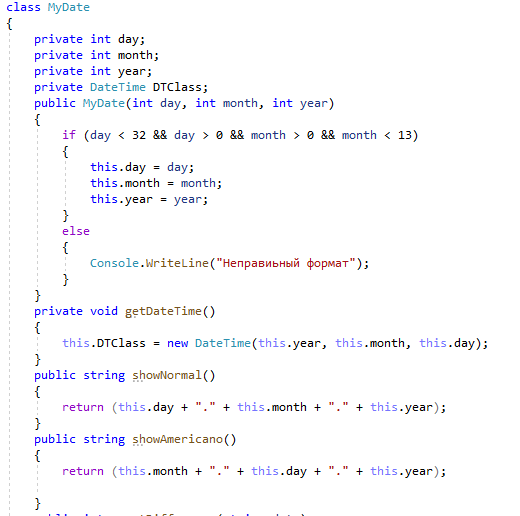 class MyDate
{
private int day;
private int month;
private int year;
private DateTime DTClass;
public MyDate(int day, int month, int year)
{
if (day < 32 && day > 0 && month > 0 && month < 13)
{
this.day = day;
this.month = month;
this.year = year;
}
else
{
Console.WriteLine("Неправиьный формат");
}
}
private void getDateTime()
{
this.DTClass = new DateTime(this.year, this.month, this.day);
}
public string showNormal()
{
return (this.day + "." + this.month + "." + this.year);
}
public string showAmericano()
{
return (this.month + "." + this.day + "." + this.year);
}